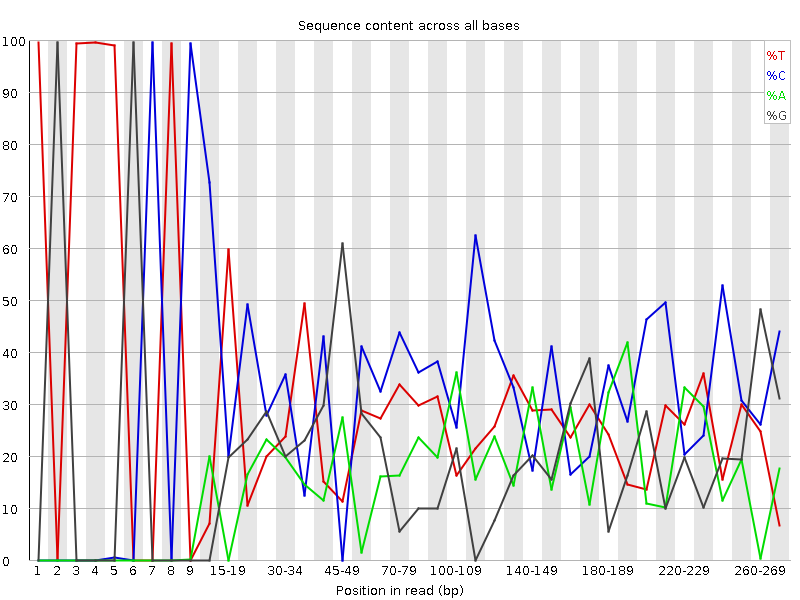 Sequence content across all bases
100
90
80
70
60
50
40
30
20
10
0
%T
%C
%A
%G
1 2 3 4 5 6 7 8 9 15-19 30-34 45-49 70-79 100-109 140-149 180-189 220-229 260-269
Position in read (bp)